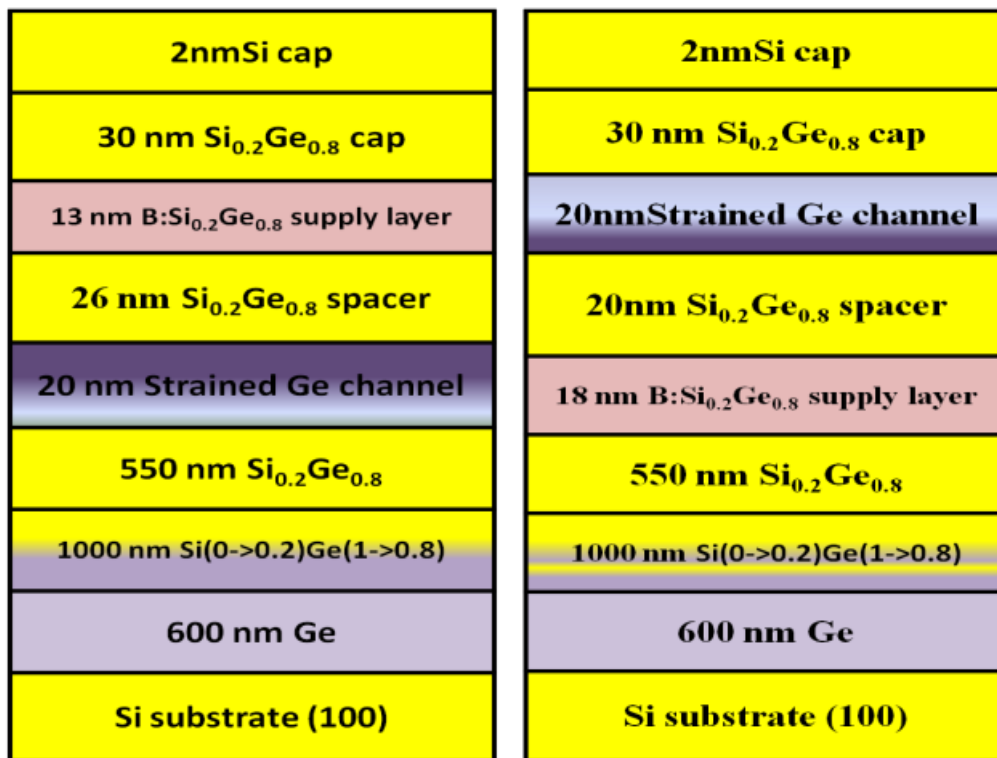 2nmSi cap
30 nm Si₀.₂Ge₀.₈ cap
13 nm B:Si₀.₂Ge₀.₈ supply layer
26 nm Si₀.₂Ge₀.₈ spacer
20 nm Strained Ge channel
550 nm Si₀.₂Ge₀.₈
1000 nm Si(0->0.2)Ge(1->0.8)
600 nm Ge
Si substrate (100)
2nmSi cap
30 nm Si₀.₂Ge₀.₈ cap
20nmStrained Ge channel
20nm Si₀.₂Ge₀.₈ spacer
18 nm B:Si₀.₂Ge₀.₈ supply layer
550 nm Si₀.₂Ge₀.₈
1000 nm Si(0->0.2)Ge(1->0.8)
600 nm Ge
Si substrate (100)